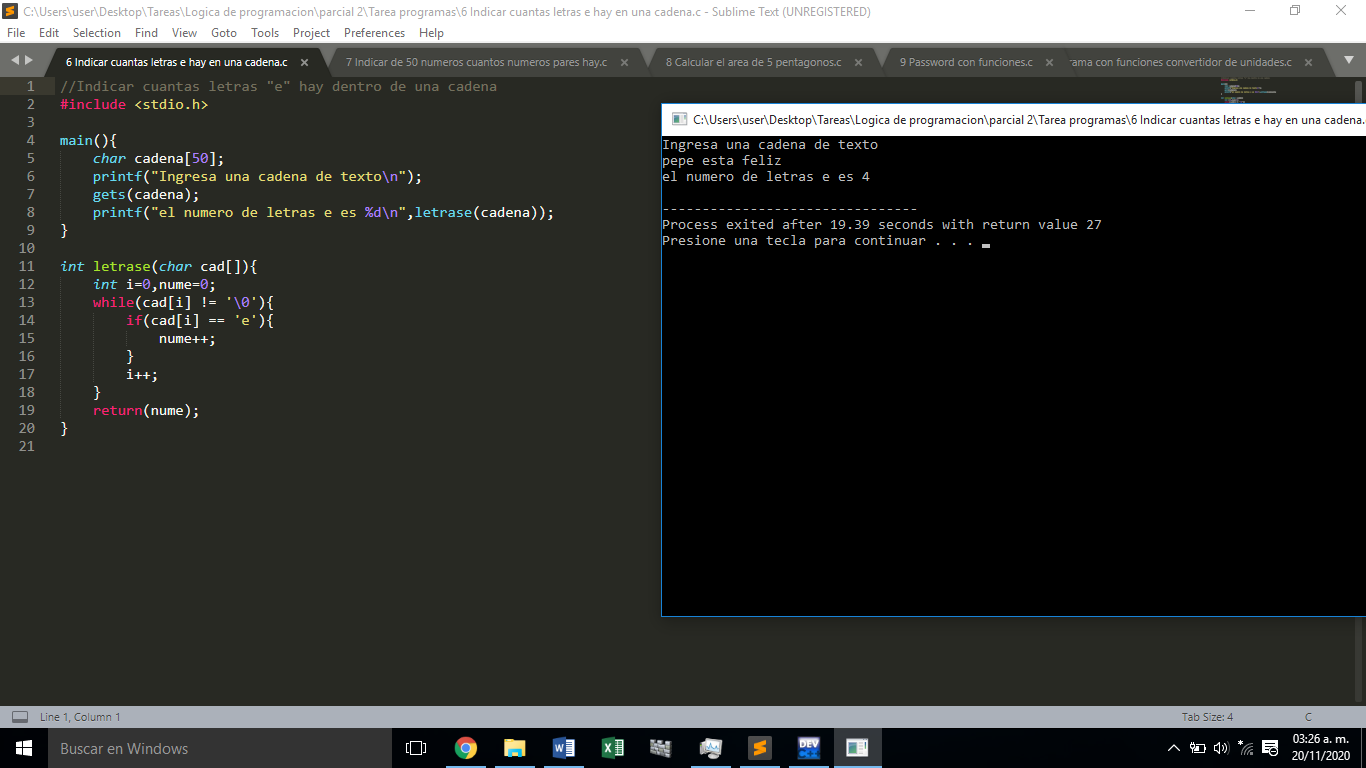 C:\Users\user\Desktop\Tareas\Logica de programacion\parcial 2\Tarea programas\6 Indicar cuantas letras e hay en una cadena.c - Sublime Text (UNREGISTERED)
File Edit Selection Find View Goto Tools Project Preferences Help
6 Indicar cuantas letras e hay en una cadena.c 7 Indicar de 50 numeros cuantos numeros pares hay.c 8 Calcular el area de 5 pentagonos.c 9 Password con funciones.c rama con funciones convertidor de unidades.c
1 //Indicar cuantas letras "e" hay dentro de una cadena
2 #include <stdio.h>
3
4 main(){
5 char cadena[50];
6 printf("Ingresa una cadena de texto\n");
7 gets(cadena);
8 printf("el numero de letras e es %d\n",letrase(cadena));
9 }
10
11 int letrase(char cad[]){
12 int i=0,nume=0;
13 while(cad[i] != '\0'){
14 if(cad[i] == 'e'){
15 nume++;
16 }
17 i++;
18 }
19 return(nume);
20 }
21
C:\Users\user\Desktop\Tareas\Logica de programacion\parcial 2\Tarea programas\6 Indicar cuantas letras e hay en una cadena.
Ingresa una cadena de texto
pepe esta feliz
el numero de letras e es 4
--------------------------------
Process exited after 19.39 seconds with return value 27
Presione una tecla para continuar . . .
Line 1, Column 1 Tab Size: 4 C
Buscar en Windows
DEV
C++
03:26 a. m.
20/11/2020